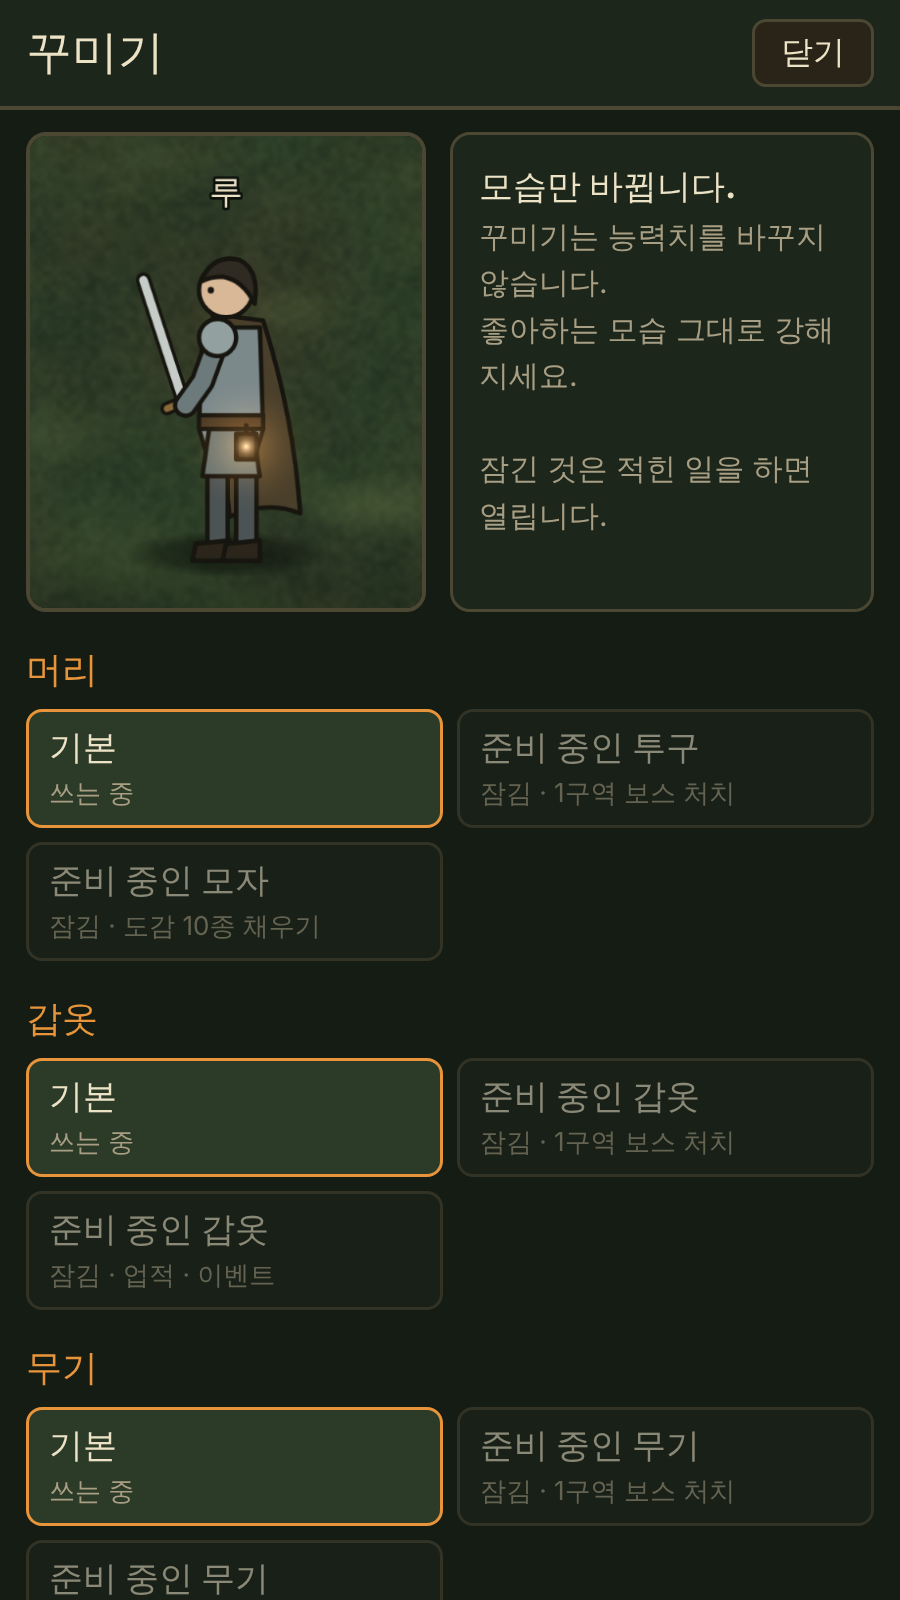 꾸미기
닫기
루
모습만 바뀝니다.
꾸미기는 능력치를 바꾸지
않습니다.
좋아하는 모습 그대로 강해
지세요.
잠긴 것은 적힌 일을 하면
열립니다.
머리
기본
쓰는 중
준비 중인 투구
잠김 · 1구역 보스 처치
준비 중인 모자
잠김 · 도감 10종 채우기
갑옷
기본
쓰는 중
준비 중인 갑옷
잠김 · 1구역 보스 처치
준비 중인 갑옷
잠김 · 업적 · 이벤트
무기
기본
쓰는 중
준비 중인 무기
잠김 · 1구역 보스 처치
준비 중인 무기